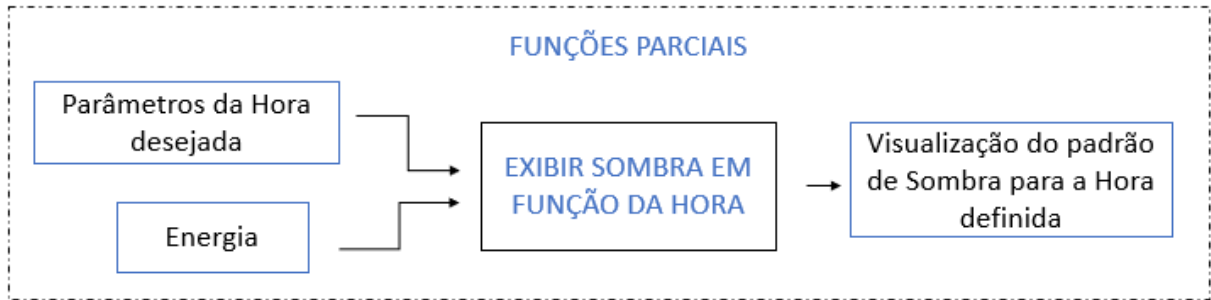 FUNÇÕES PARCIAIS
Parâmetros da Hora
desejada
Energia
EXIBIR SOMBRA EM
FUNÇÃO DA HORA
Visualização do padrão
de Sombra para a Hora
definida